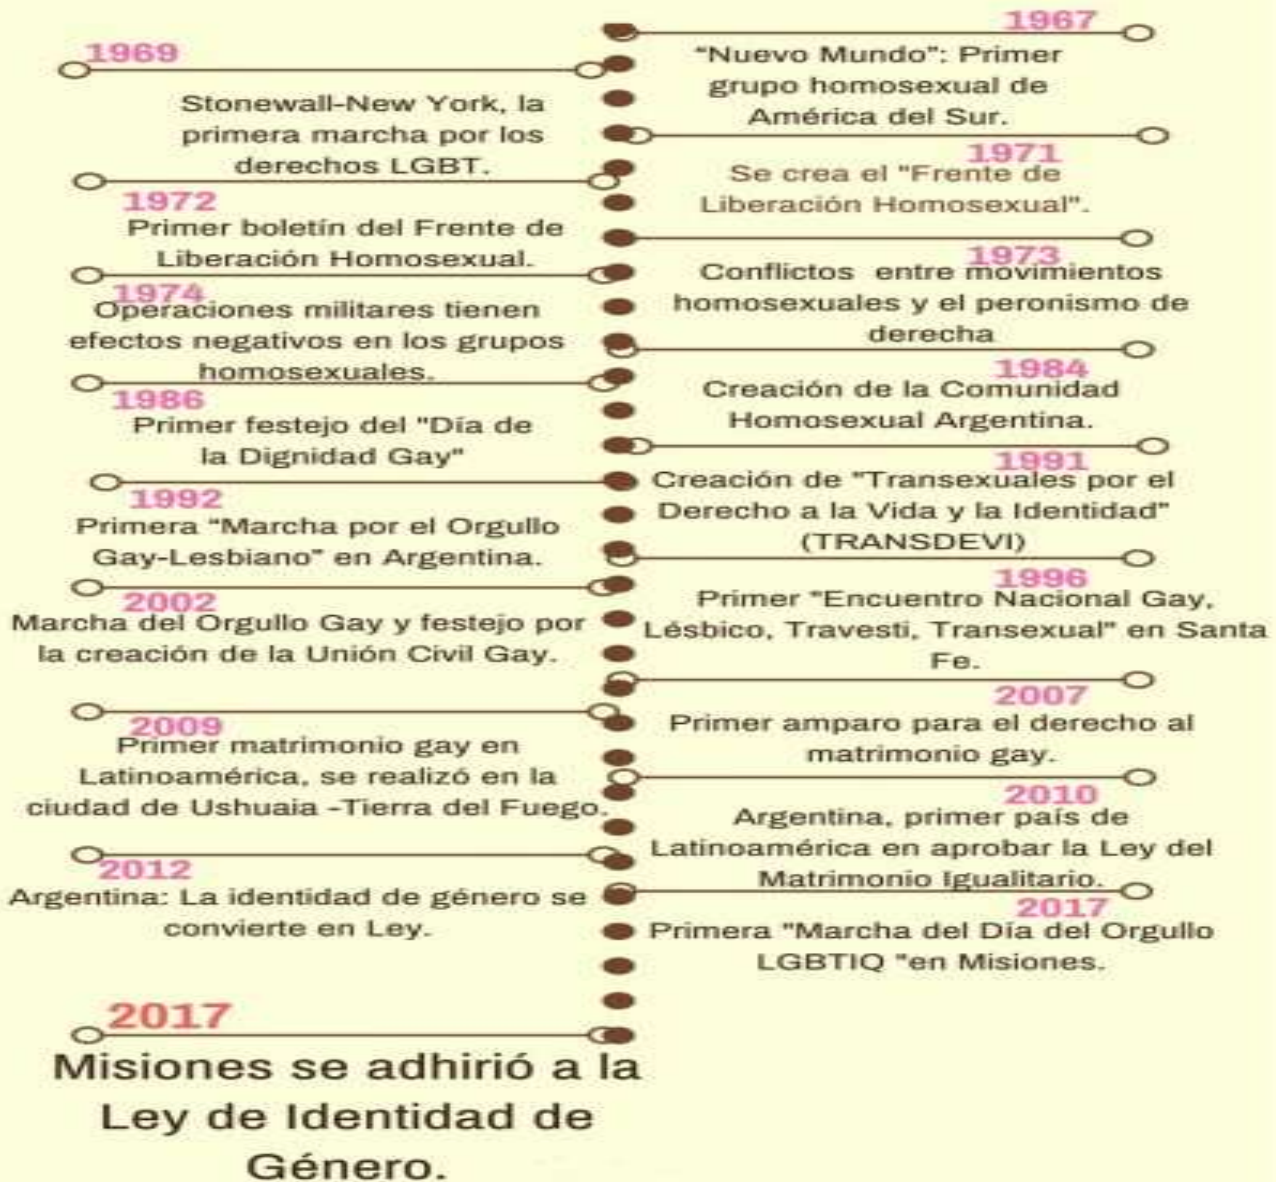 1967
"Nuevo Mundo": Primer
grupo homosexual de
América del Sur.
1969
Stonewall-New York, la
primera marcha por los
derechos LGBT.
1971
Se crea el "Frente de
Liberación Homosexual".
1972
Primer boletín del Frente de
Liberación Homosexual.
1973
Conflictos entre movimientos
homosexuales y el peronismo de
derecha
1974
Operaciones militares tienen
efectos negativos en los grupos
homosexuales.
1984
Creación de la Comunidad
Homosexual Argentina.
1986
Primer festejo del "Día de
la Dignidad Gay"
1991
Creación de "Transexuales por el
Derecho a la Vida y la Identidad"
(TRANSDEVI)
1992
Primera "Marcha por el Orgullo
Gay-Lesbiano" en Argentina.
1996
Primer "Encuentro Nacional Gay,
Lésbico, Travesti, Transexual" en Santa
Fe.
2002
Marcha del Orgullo Gay y festejo por
la creación de la Unión Civil Gay.
2007
Primer amparo para el derecho al
matrimonio gay.
2009
Primer matrimonio gay en
Latinoamérica, se realizó en la
ciudad de Ushuaia -Tierra del Fuego.
2010
Argentina, primer país de
Latinoamérica en aprobar la Ley del
Matrimonio Igualitario.
2012
Argentina: La identidad de género se
convierte en Ley.
2017
Primera "Marcha del Día del Orgullo
LGBTIQ "en Misiones.
2017
Misiones se adhirió a la
Ley de Identidad de
Género.